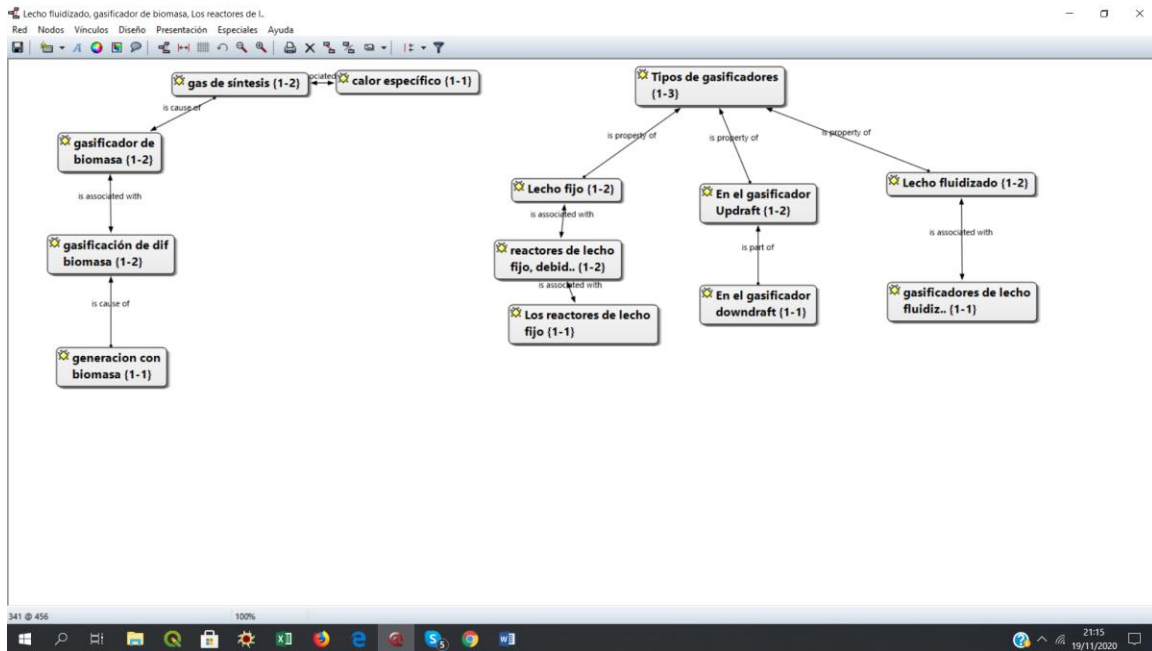 Lecho fluidizado, gasificador de biomasa, Los reactores de l..
Red Nodos Vínculos Diseño Presentación Especiales Ayuda
gas de síntesis {1-2}
calor específico {1-1}
Tipos de gasificadores
{1-3}
is cause of
gasificador de
biomasa {1-2}
is property of
is property of
is property of
is associated with
Lecho fijo {1-2}
En el gasificador
Updraft {1-2}
Lecho fluidizado {1-2}
is associated with
is associated with
gasificación de dif
biomasa {1-2}
reactores de lecho
fijo, debid.. {1-2}
is part of
is associated with
is cause of
Los reactores de lecho
fijo {1-1}
En el gasificador
downdraft {1-1}
gasificadores de lecho
fluidiz.. {1-1}
generacion con
biomasa {1-1}
341 @ 456
100%
21:15
19/11/2020